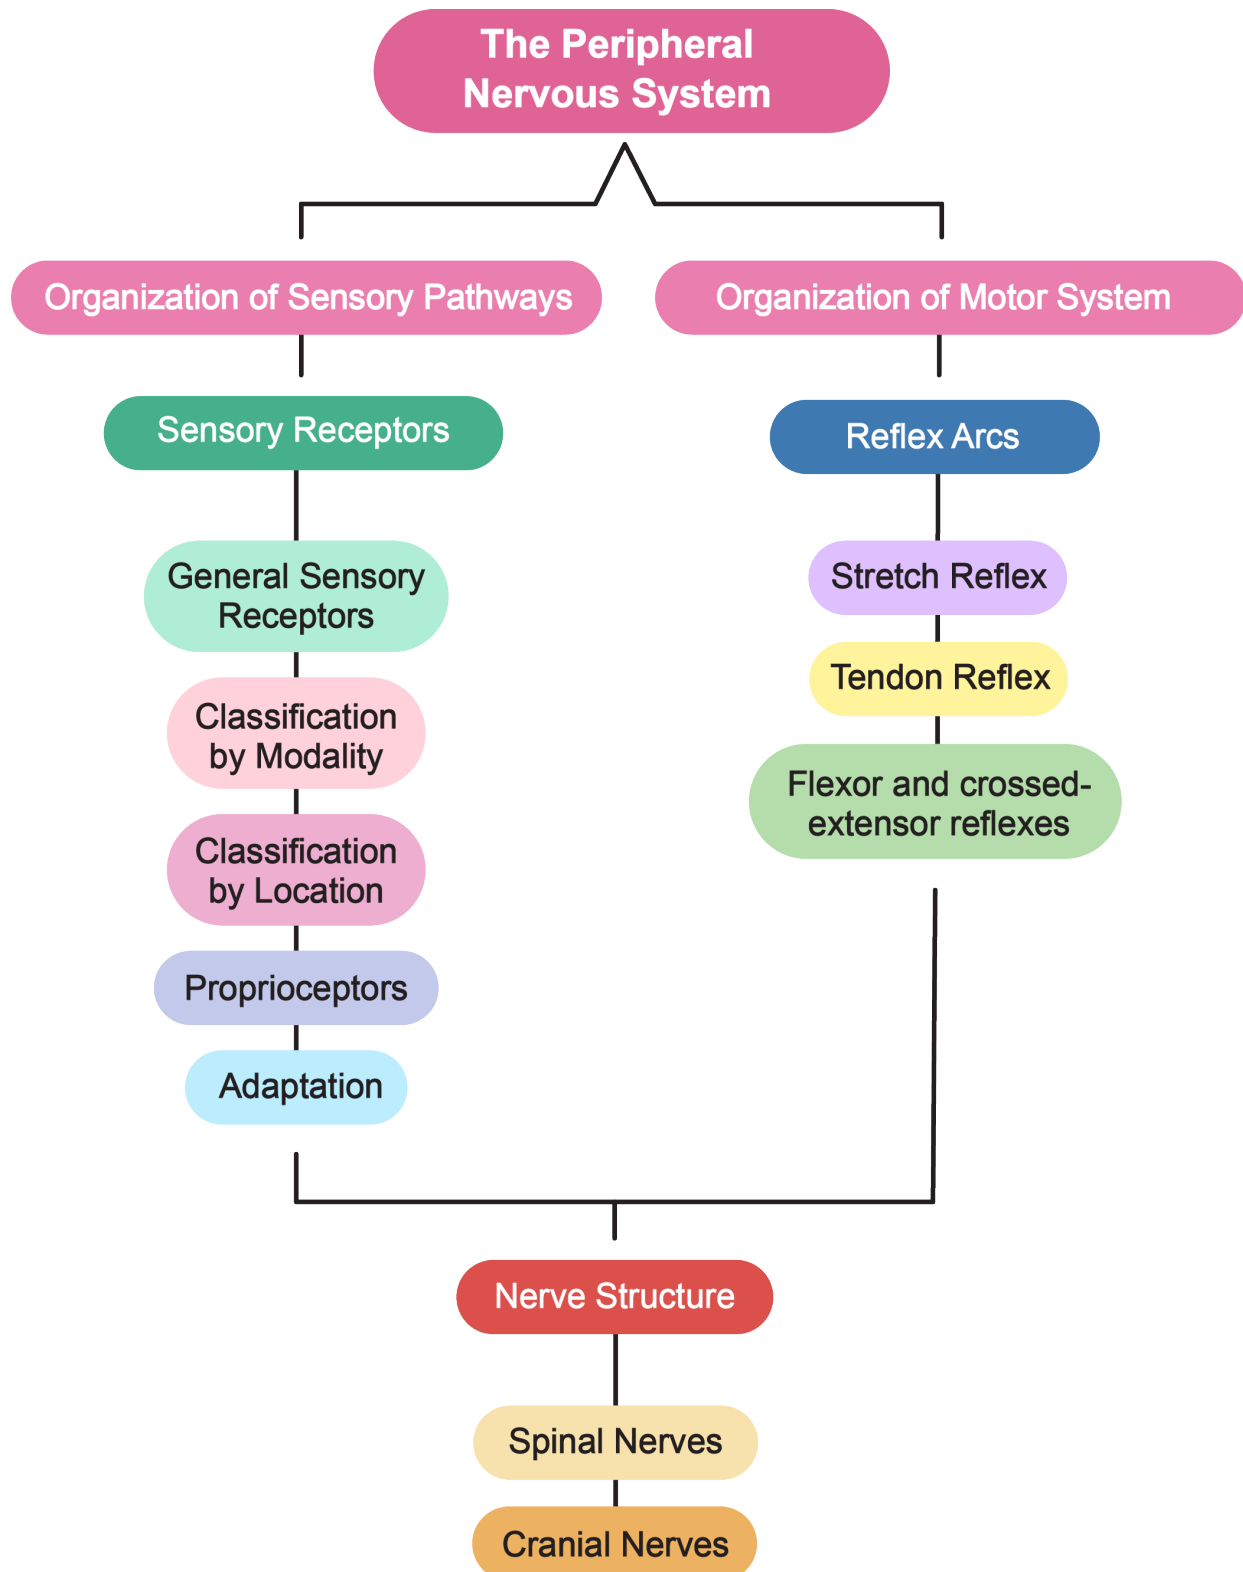 The Peripheral
Nervous System
Organization of Sensory Pathways
Organization of Motor System
Sensory Receptors
General Sensory
Receptors
Classification
by Modality
Classification
by Location
Proprioceptors
Adaptation
Reflex Arcs
Stretch Reflex
Tendon Reflex
Flexor and crossed-
extensor reflexes
Nerve Structure
Spinal Nerves
Cranial Nerves